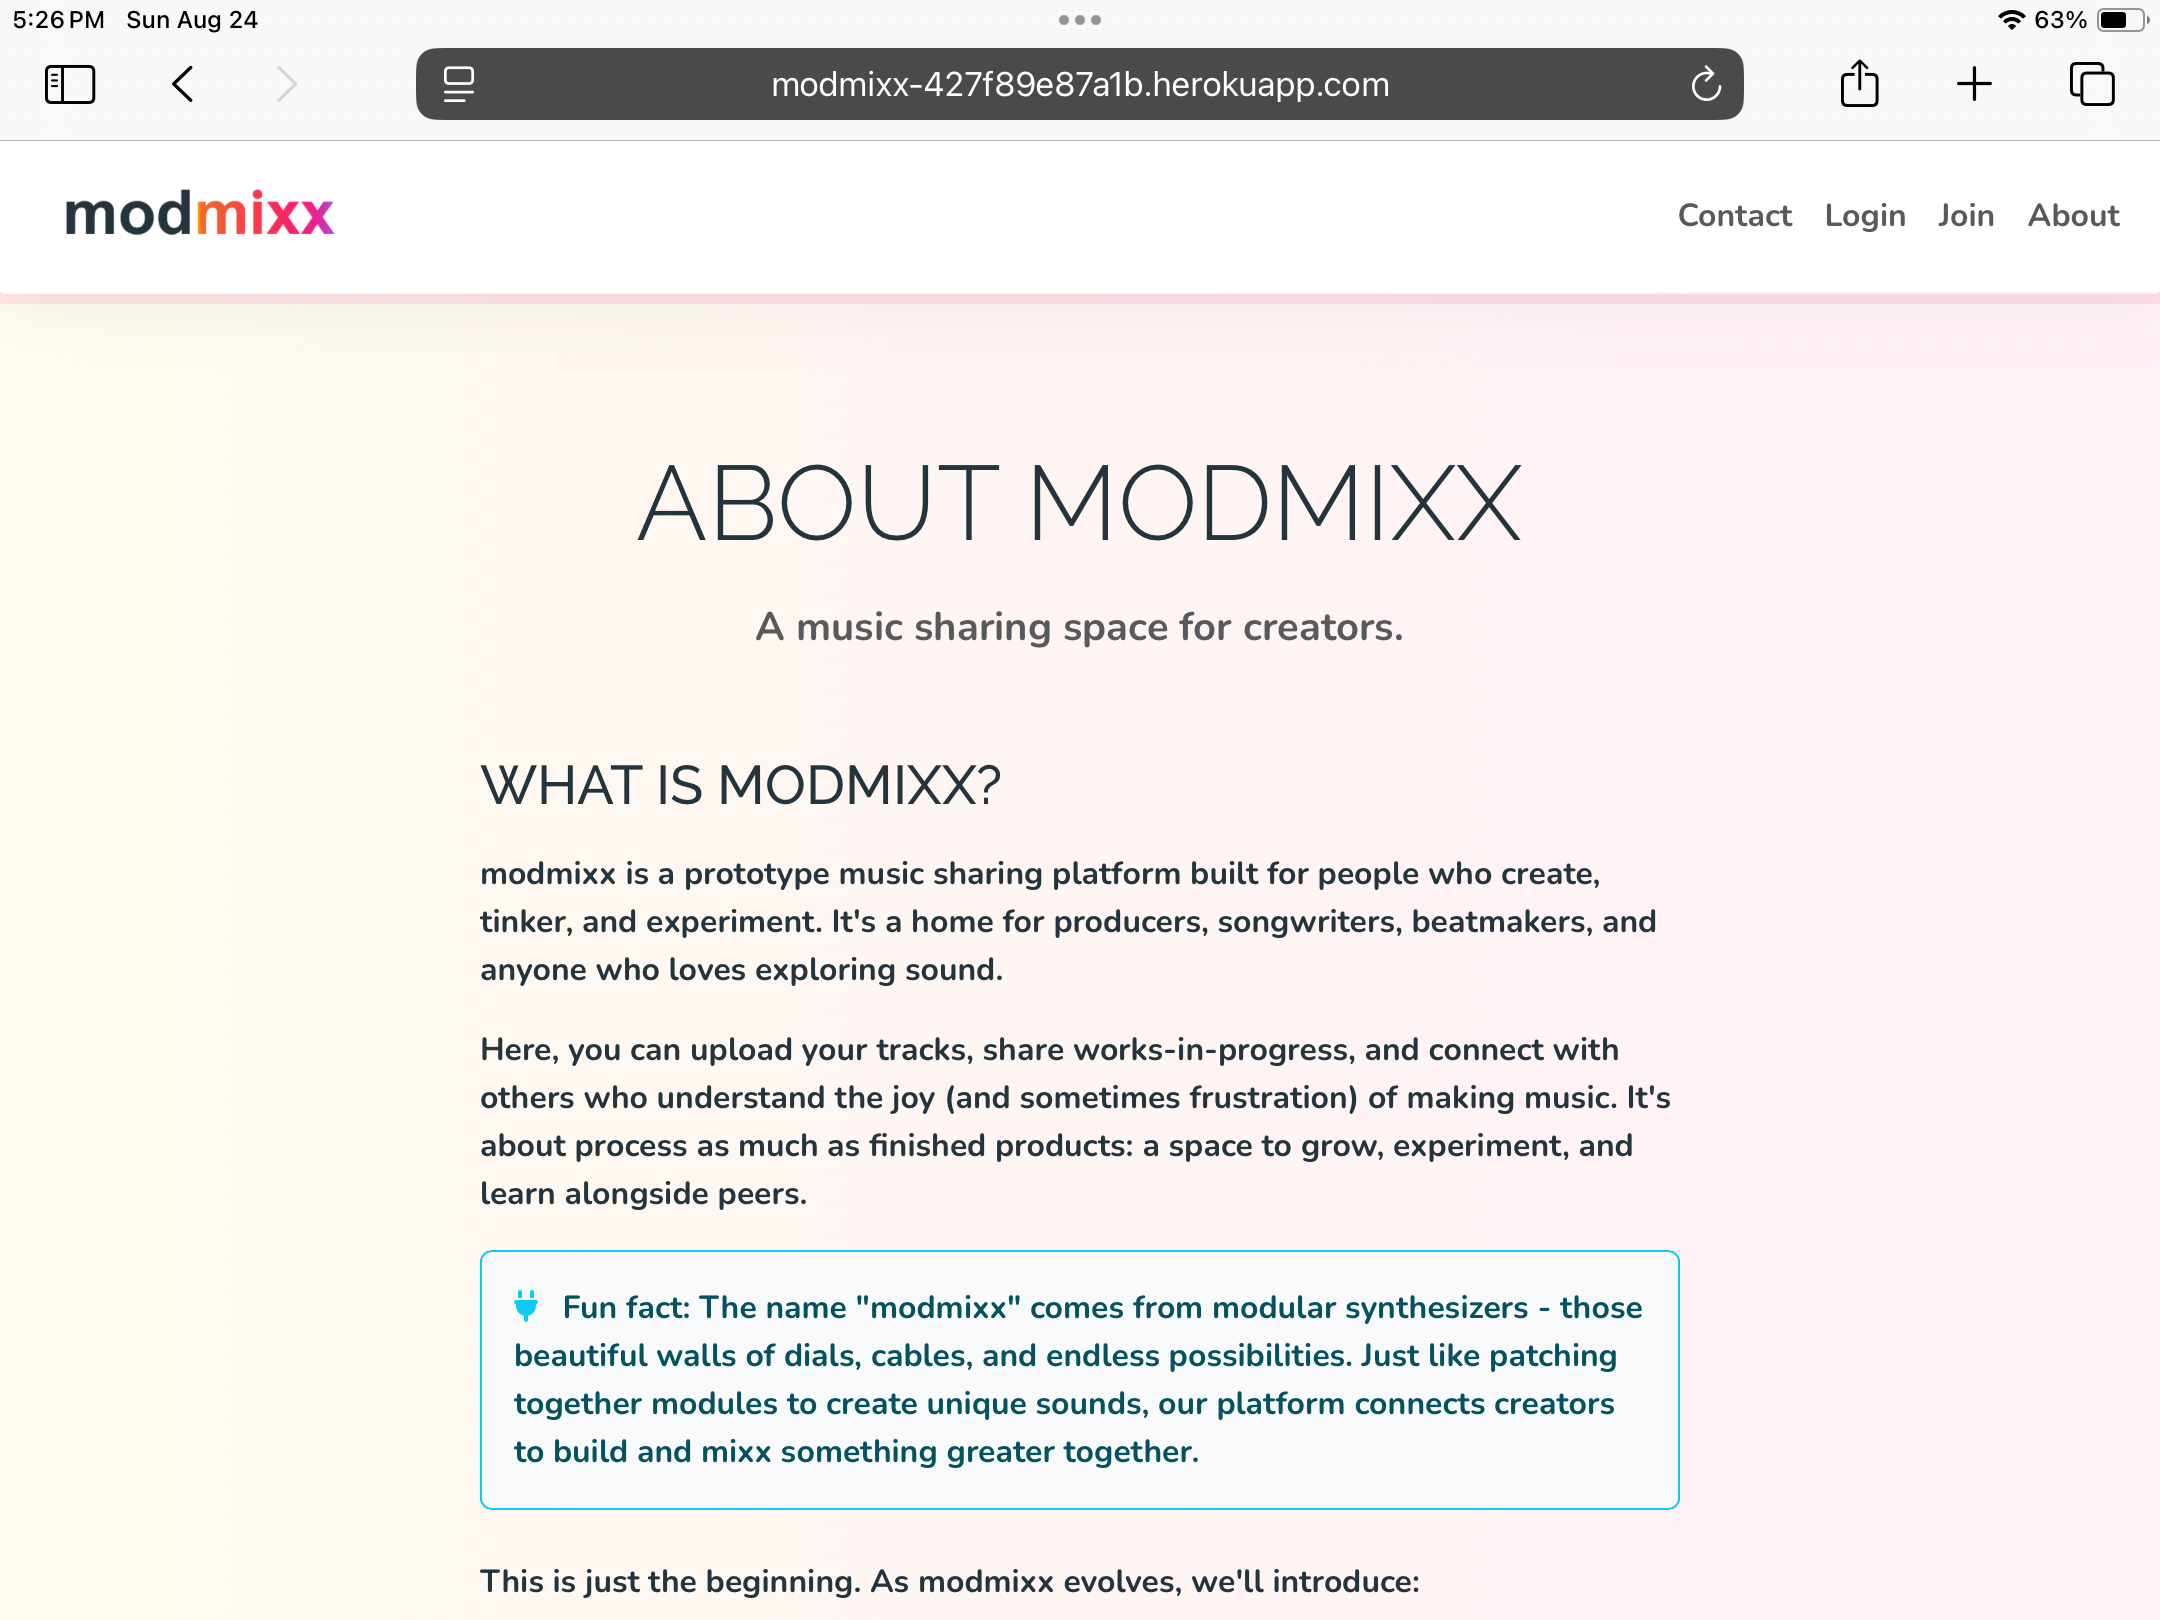 5:26 PM Sun Aug 24
63%
modmixx-427f89e87a1b.herokuapp.com
modmixx
Contact Login Join About
ABOUT MODMIXX
A music sharing space for creators.
WHAT IS MODMIXX?
modmixx is a prototype music sharing platform built for people who create,
tinker, and experiment. It's a home for producers, songwriters, beatmakers, and
anyone who loves exploring sound.
Here, you can upload your tracks, share works-in-progress, and connect with
others who understand the joy (and sometimes frustration) of making music. It's
about process as much as finished products: a space to grow, experiment, and
learn alongside peers.
Fun fact: The name "modmixx" comes from modular synthesizers - those
beautiful walls of dials, cables, and endless possibilities. Just like patching
together modules to create unique sounds, our platform connects creators
to build and mixx something greater together.
This is just the beginning. As modmixx evolves, we'll introduce: